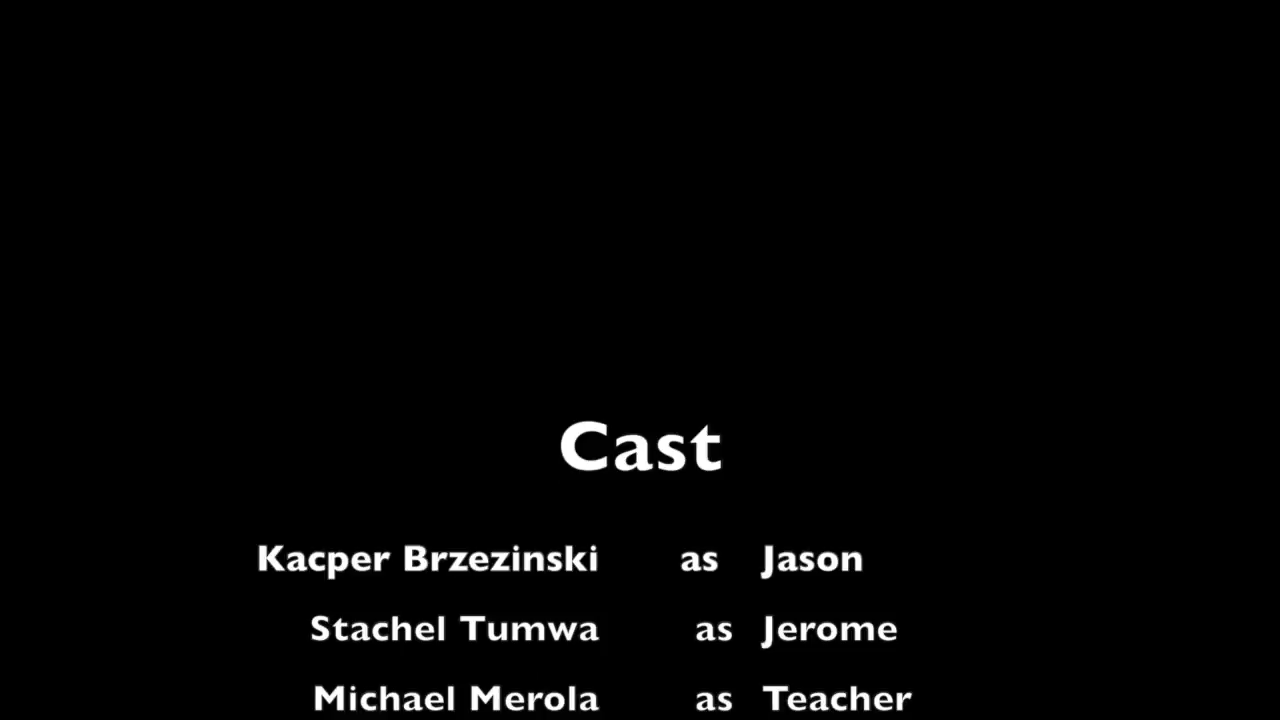 Cast
Kacper Brzezinski as Jason
Stachel Tumwa as Jerome
Michael Merola as Teacher